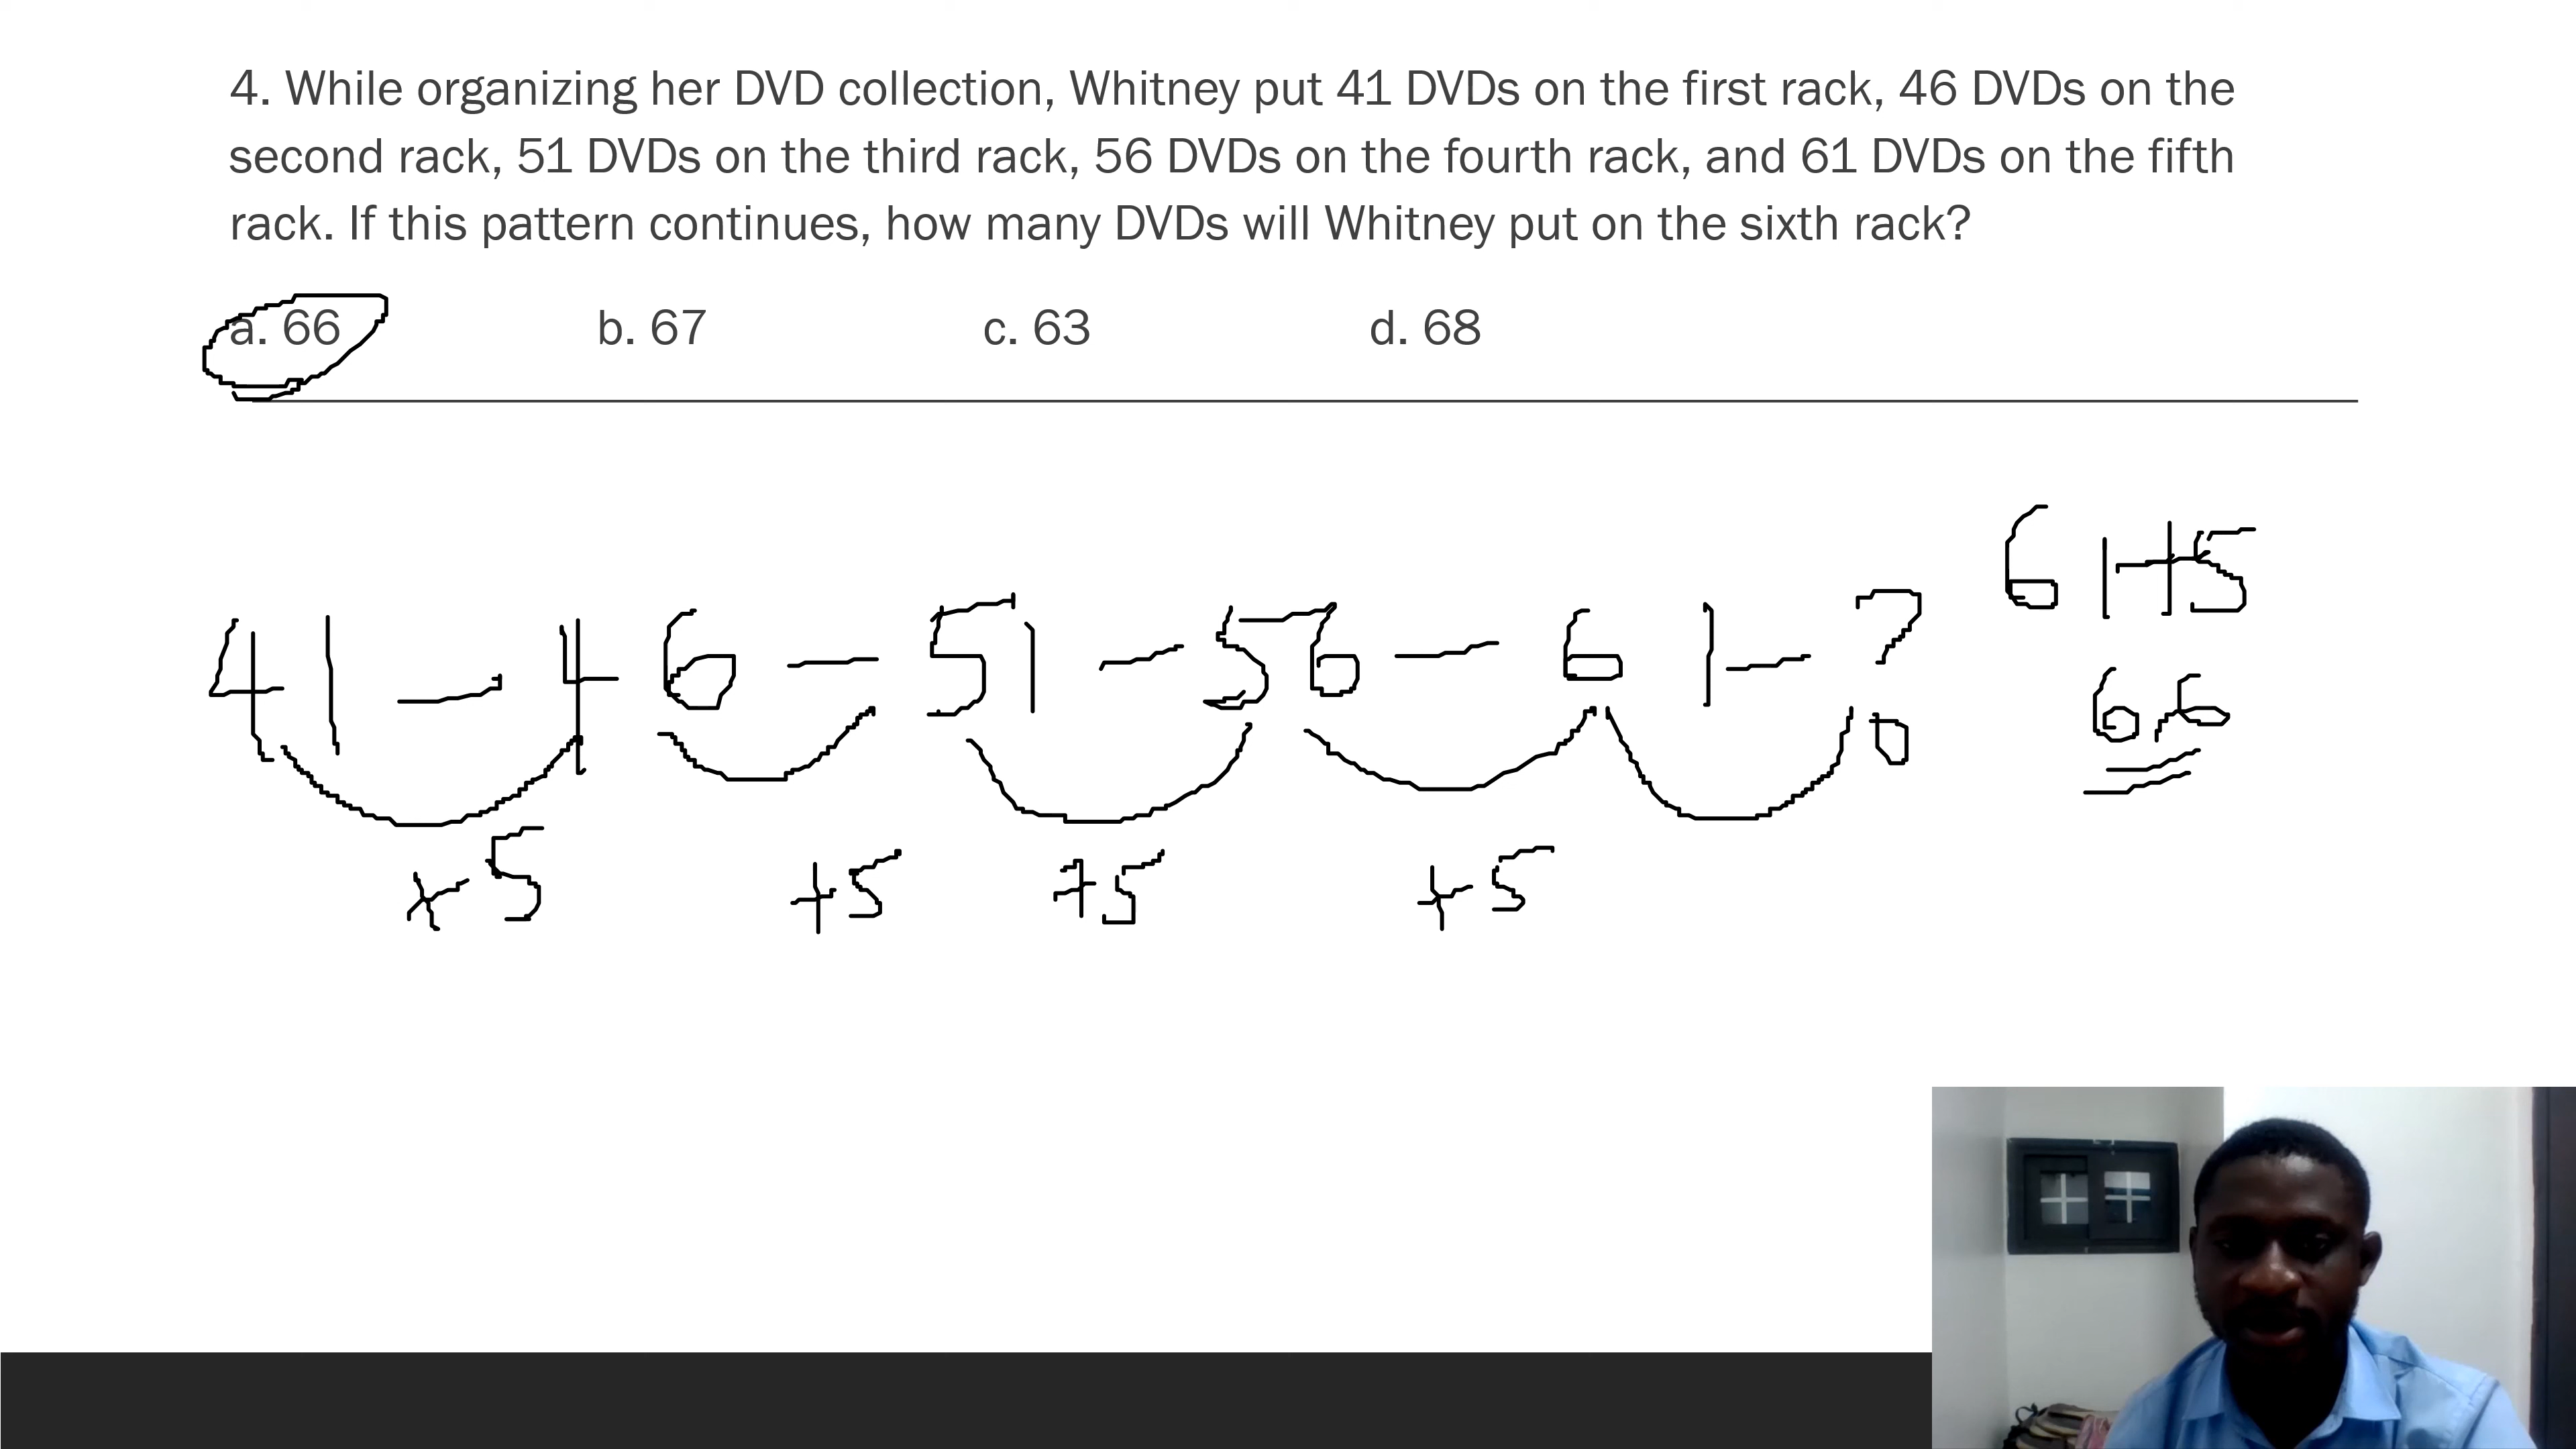 4. While organizing her DVD collection, Whitney put 41 DVDs on the first rack, 46 DVDs on the
second rack, 51 DVDs on the third rack, 56 DVDs on the fourth rack, and 61 DVDs on the fifth
rack. If this pattern continues, how many DVDs will Whitney put on the sixth rack?
a. 66 b. 67 c. 63 d. 68
61+5
41 - 46 - 51 - 56 - 61 - ?
66
+5 +5 +5 +5